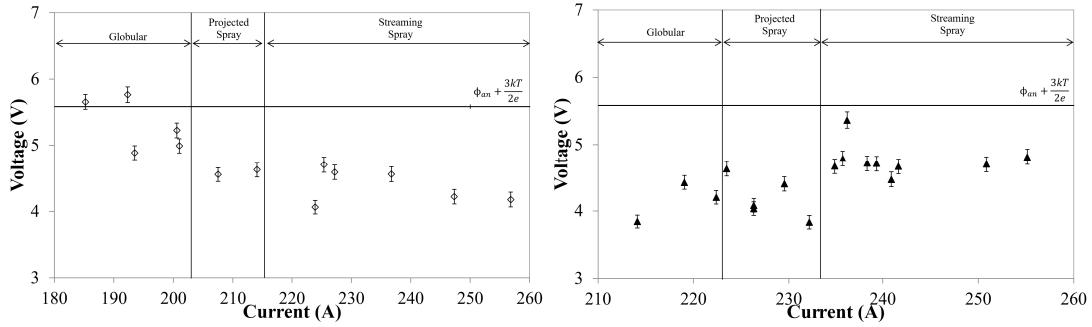 7
6
5
4
3
Voltage (V)
Globular
Projected
Spray
Streaming
Spray
ϕan + 3kT/2e
180 190 200 210 220 230 240 250 260
Current (A)
7
6
5
4
3
Voltage (V)
Globular
Projected
Spray
Streaming
Spray
ϕan + 3kT/2e
210 220 230 240 250 260
Current (A)